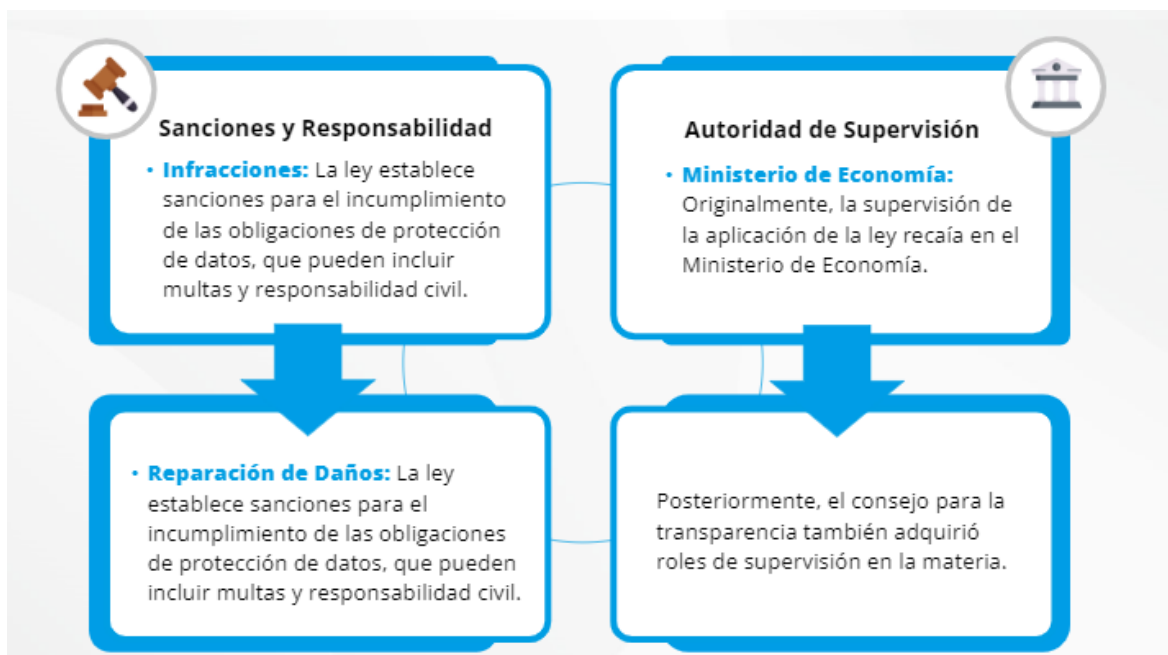 Sanciones y Responsabilidad
• Infracciones: La ley establece
sanciones para el incumplimiento
de las obligaciones de protección
de datos, que pueden incluir
multas y responsabilidad civil.
Autoridad de Supervisión
• Ministerio de Economía:
Originalmente, la supervisión de
la aplicación de la ley recaía en el
Ministerio de Economía.
• Reparación de Daños: La ley
establece sanciones para el
incumplimiento de las obligaciones
de protección de datos, que pueden
incluir multas y responsabilidad civil.
Posteriormente, el consejo para la
transparencia también adquirió
roles de supervisión en la materia.